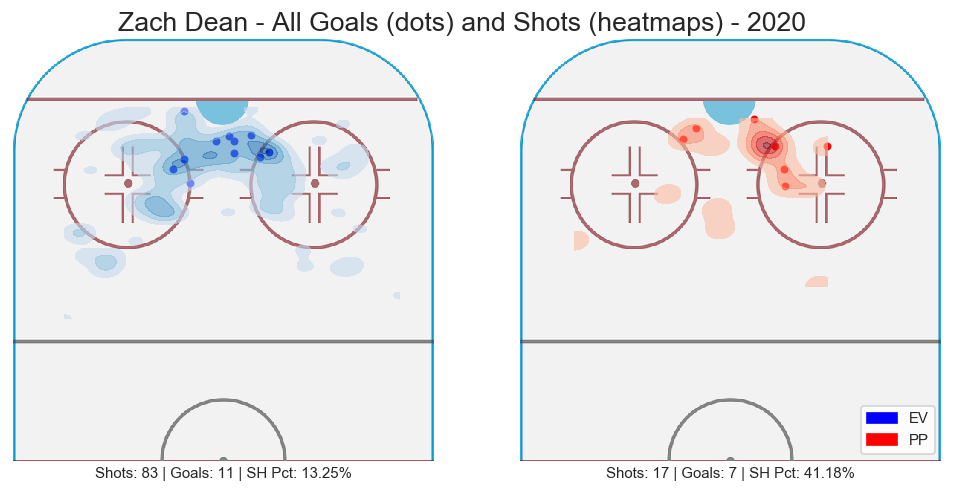 Zach Dean - All Goals (dots) and Shots (heatmaps) - 2020
EV
PP
Shots: 83 | Goals: 11 | SH Pct: 13.25%
Shots: 17 | Goals: 7 | SH Pct: 41.18%